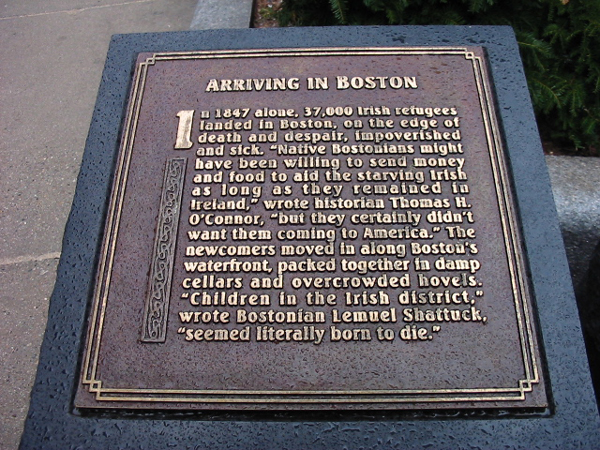 ARRIVING IN BOSTON
In 1847 alone, 37,000 Irish refugees
landed in Boston, on the edge of
death and despair, impoverished
and sick. "Native Bostonians might
have been willing to send money
and food to aid the starving Irish
as long as they remained in
Ireland," wrote historian Thomas H.
O'Connor, "but they certainly didn't
want them coming to America." The
newcomers moved in along Boston's
waterfront, packed together in damp
cellars and overcrowded hovels.
"Children in the Irish district,"
wrote Bostonian Lemuel Shattuck,
"seemed literally born to die."